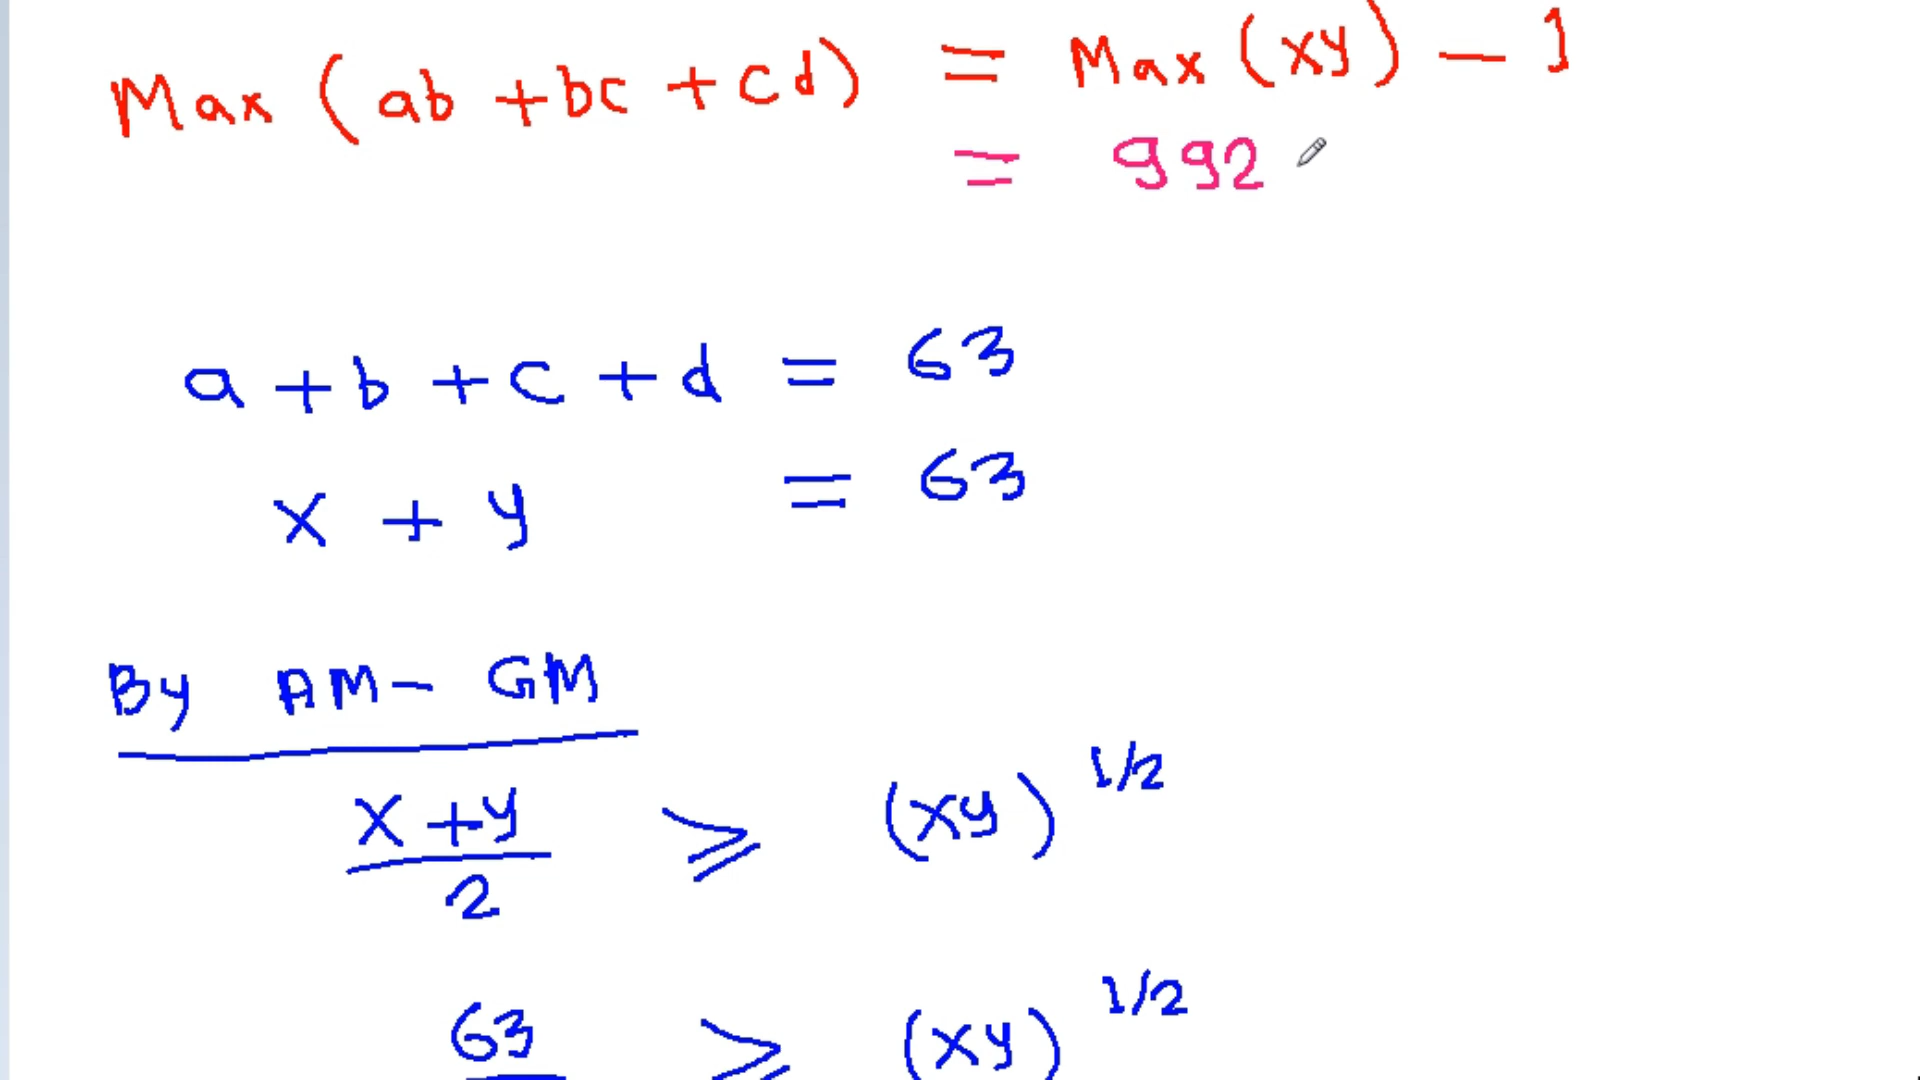 Max (ab + bc + cd) = Max (xy) - 1
= 992
a + b + c + d = 63
x + y = 63
By AM - GM
x + y / 2 ≥ (xy)^1/2
63 ≥ (xy)^1/2